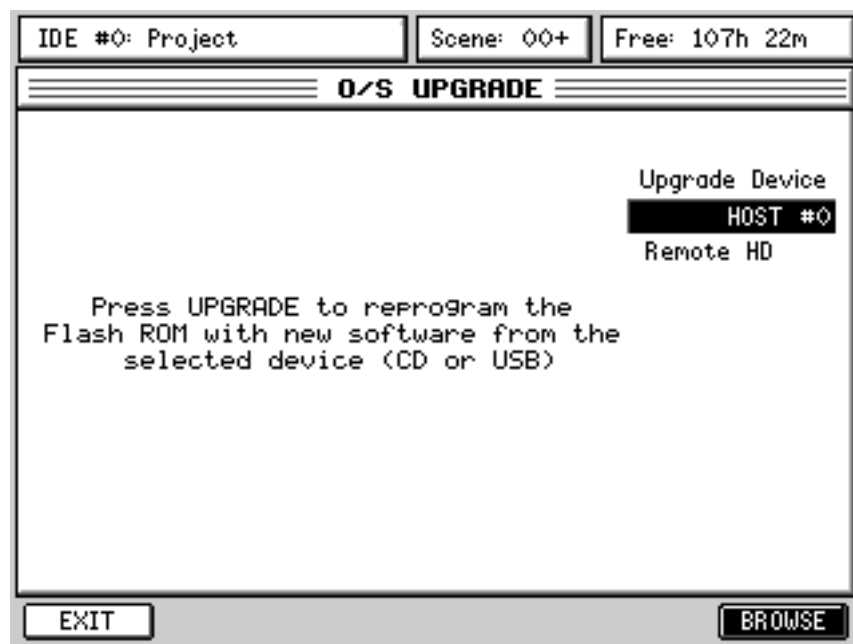 IDE #0: Project
Scene: 00+
Free: 107h 22m
O/S UPGRADE
Upgrade Device
HOST #0
Remote HD
Press UPGRADE to reprogram the
Flash ROM with new software from the
selected device (CD or USB)
EXIT
BROWSE